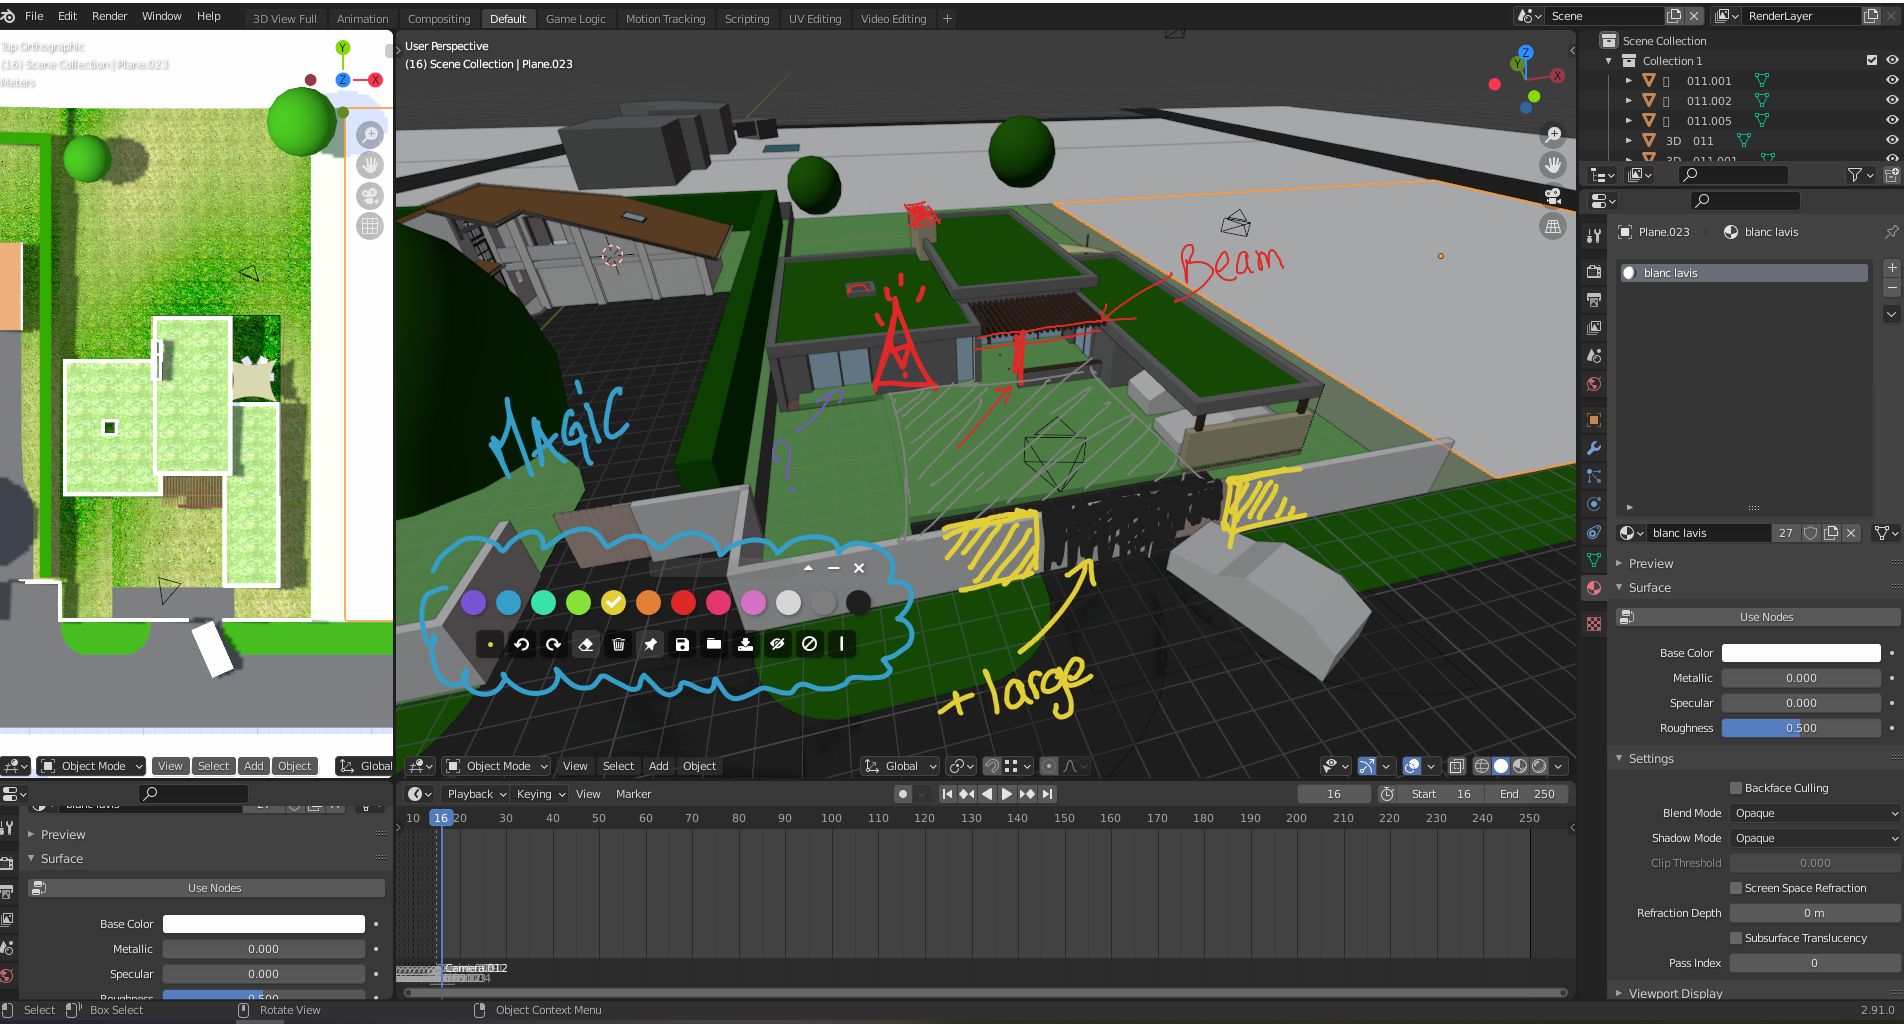 File Edit Render Window Help 3D View Full Animation Compositing Default Game Logic Motion Tracking Scripting UV Editing Video Editing + Scene RenderLayer
Top Orthographic
(16) Scene Collection | Plane.023
Meters
Y
Z
X
User Perspective
(16) Scene Collection | Plane.023
Z
Y
X
Beam
MAGiC
?
+ large
Scene Collection
Collection 1
011.001
011.002
011.005
3D 011
3D 011.001
Plane.023 blanc lavis
blanc lavis
blanc lavis 27
Preview
Surface
Use Nodes
Base Color
Metallic 0.000
Specular 0.000
Roughness 0.500
Settings
Backface Culling
Blend Mode Opaque
Shadow Mode Opaque
Clip Threshold 0.000
Screen Space Refraction
Refraction Depth 0 m
Subsurface Translucency
Pass Index 0
Viewport Display
Object Mode View Select Add Object Global
Object Mode View Select Add Object Global
blanc lavis 27
Preview
Surface
Use Nodes
Base Color
Metallic 0.000
Specular 0.000
Roughness 0.500
Playback Keying View Marker 16 Start 16 End 250
10 16 20 30 40 50 60 70 80 90 100 110 120 130 140 150 160 170 180 190 200 210 220 230 240 250
Camera.012
Select Box Select Rotate View Object Context Menu 2.91.0